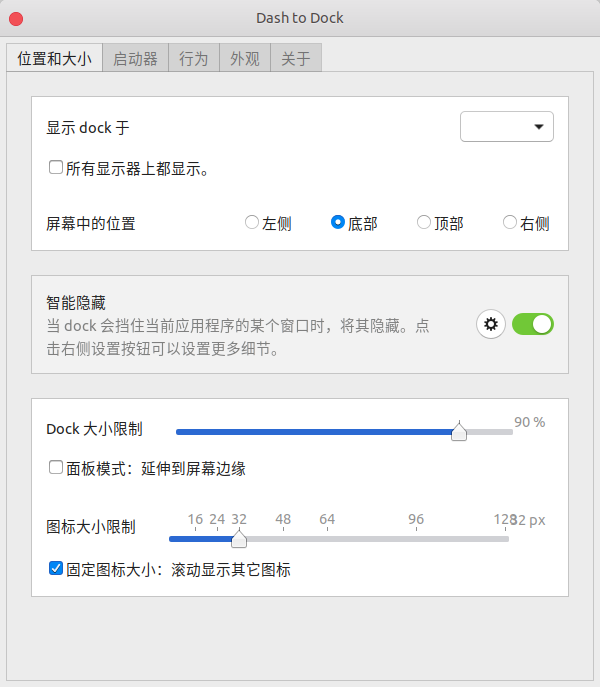 Dash to Dock
位置和大小 启动器 行为 外观 关于
显示 dock 于
所有显示器上都显示。
屏幕中的位置 左侧 底部 顶部 右侧
智能隐藏
当 dock 会挡住当前应用程序的某个窗口时，将其隐藏。点
击右侧设置按钮可以设置更多细节。
Dock 大小限制 90 %
面板模式：延伸到屏幕边缘
16 24 32 48 64 96 128
图标大小限制 32 px
固定图标大小：滚动显示其它图标